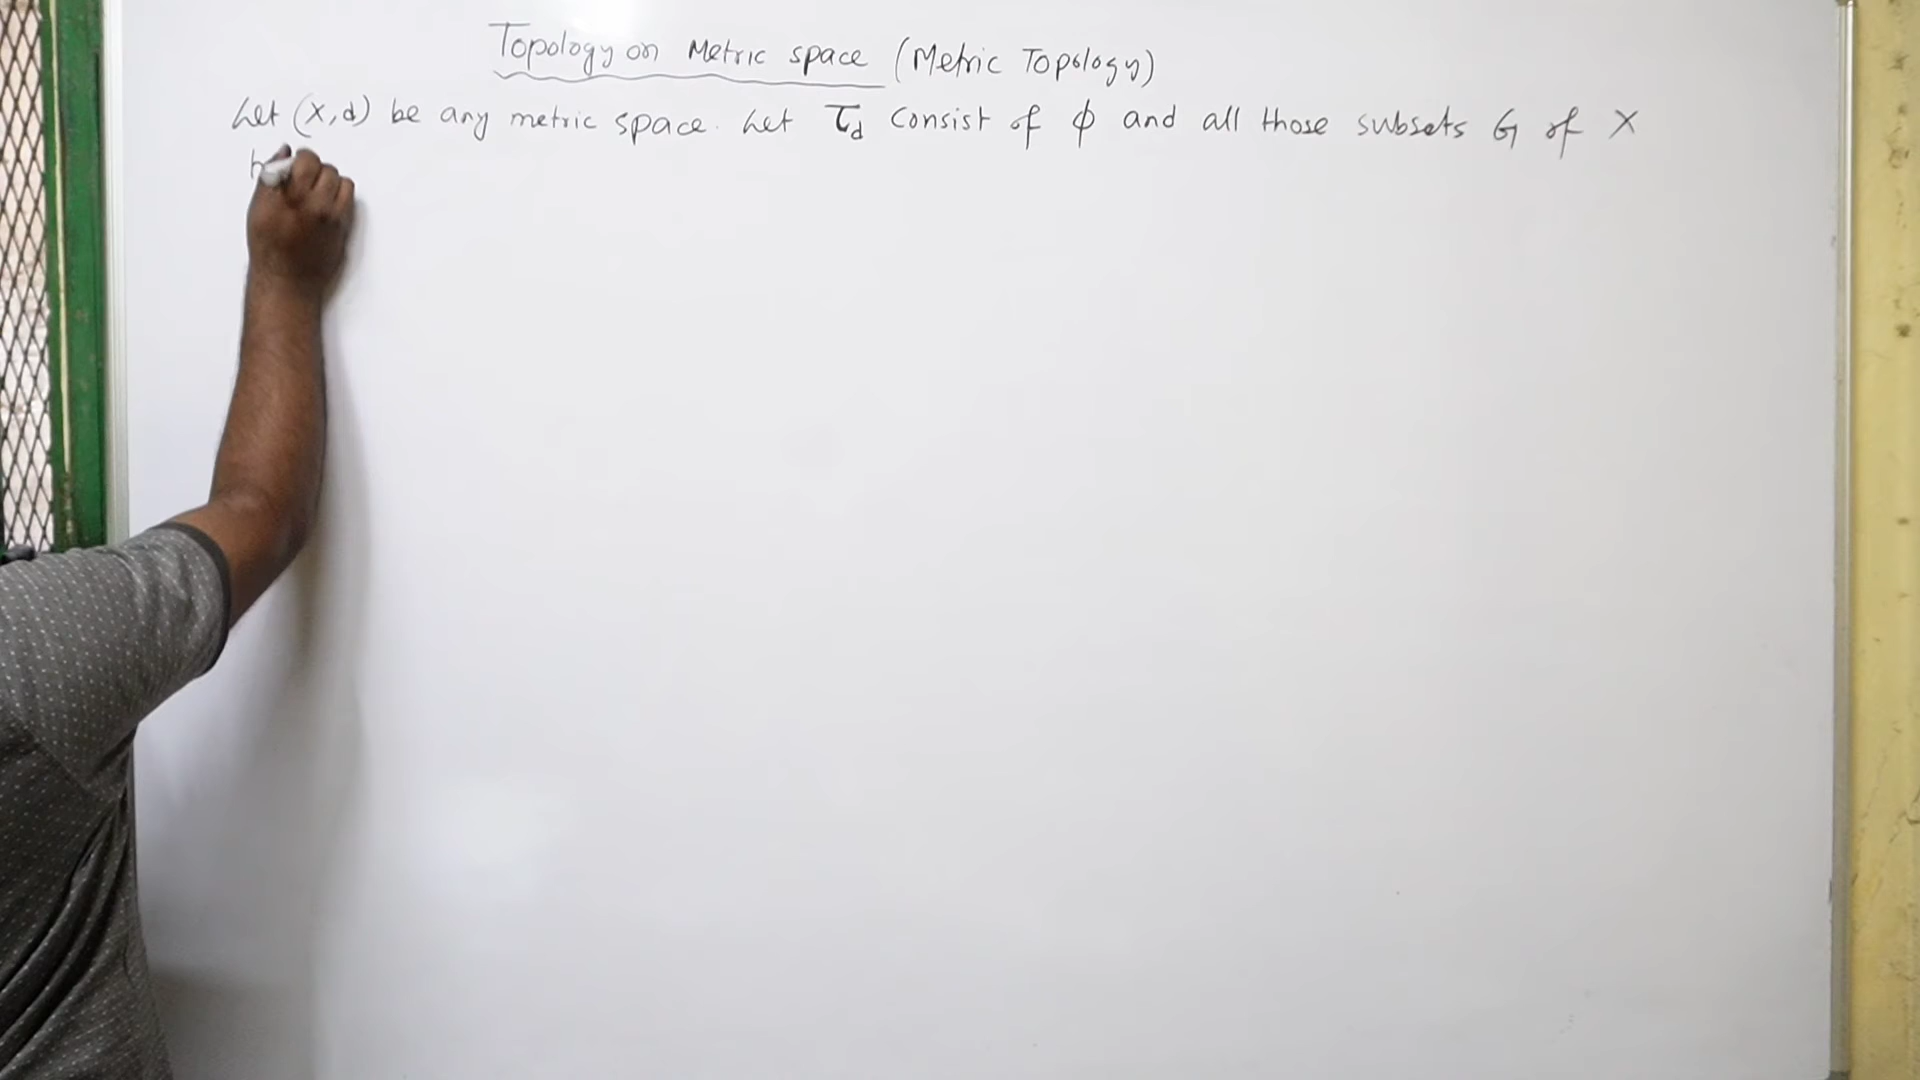 Topology on Metric space (Metric Topology)
Let (X,d) be any metric space. Let τd consist of φ and all those subsets G of X